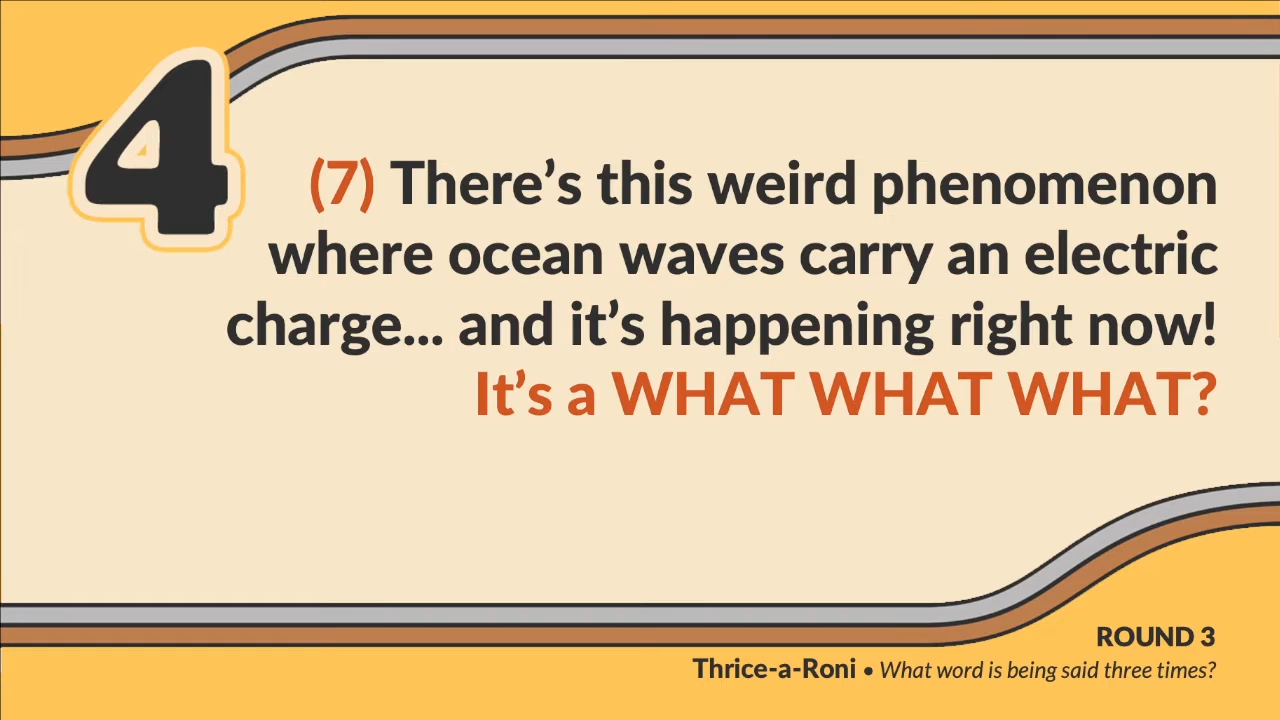 4
(7) There’s this weird phenomenon
where ocean waves carry an electric
charge... and it’s happening right now!
It’s a WHAT WHAT WHAT?
ROUND 3
Thrice-a-Roni • What word is being said three times?